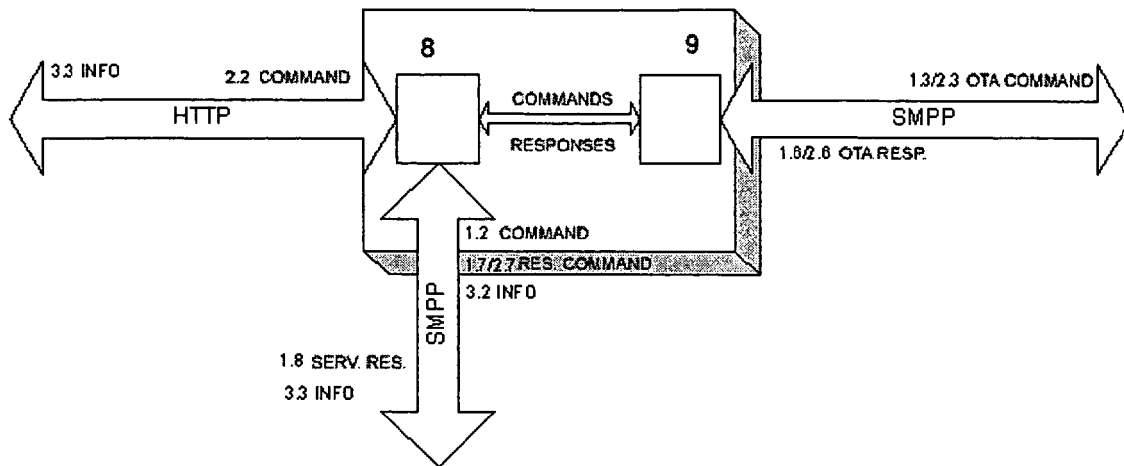 8
9
3.3 INFO
2.2 COMMAND
HTTP
COMMANDS
RESPONSES
1.3/2.3 OTA COMMAND
SMPP
1.6/2.6 OTA RESP.
1.2 COMMAND
1.7/2.7 RES. COMMAND
3.2 INFO
SMPP
1.8 SERV. RES.
3.3 INFO